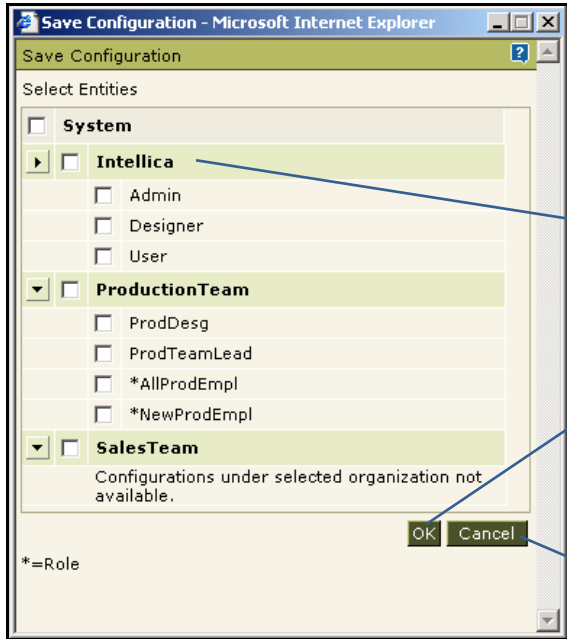 Save Configuration - Microsoft Internet Explorer
Save Configuration
?
Select Entities
System
Intellica
Admin
Designer
User
ProductionTeam
ProdDesg
ProdTeamLead
*AllProdEmpl
*NewProdEmpl
SalesTeam
Configurations under selected organization not
available.
OK Cancel
*=Role